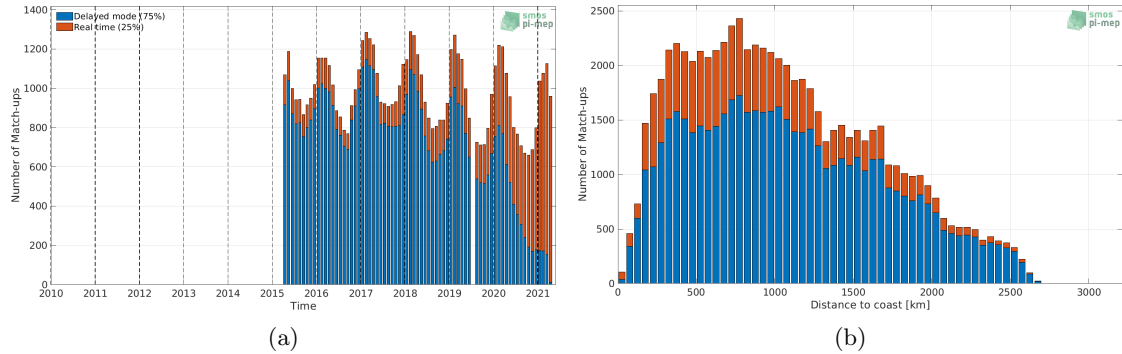 Delayed mode (75%)
Real time (25%)
smos
pi-mep
Number of Match-ups
1400
1200
1000
800
600
400
200
0
2010
2011
2012
2013
2014
2015
2016
2017
2018
2019
2020
2021
Time
(a)
smos
pi-mep
Number of Match-ups
2500
2000
1500
1000
500
0
0
500
1000
1500
2000
2500
3000
Distance to coast [km]
(b)